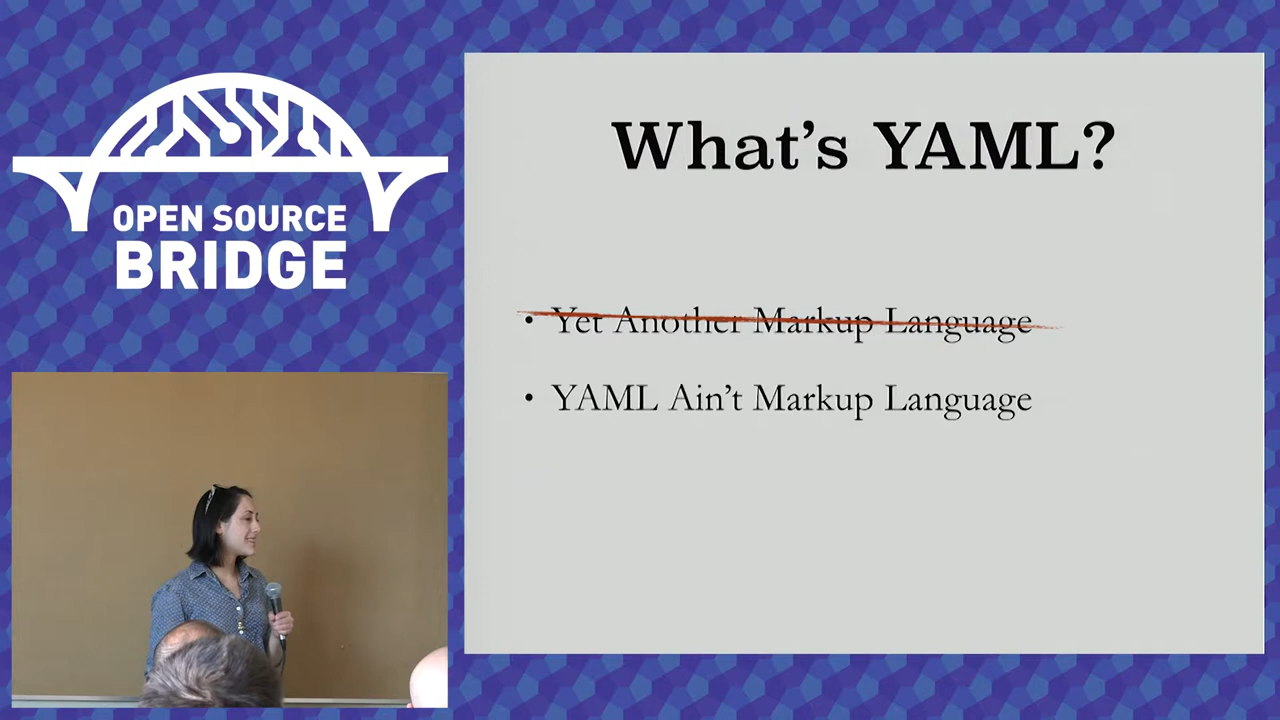 OPEN SOURCE
BRIDGE
What's YAML?
• Yet Another Markup Language
• YAML Ain't Markup Language